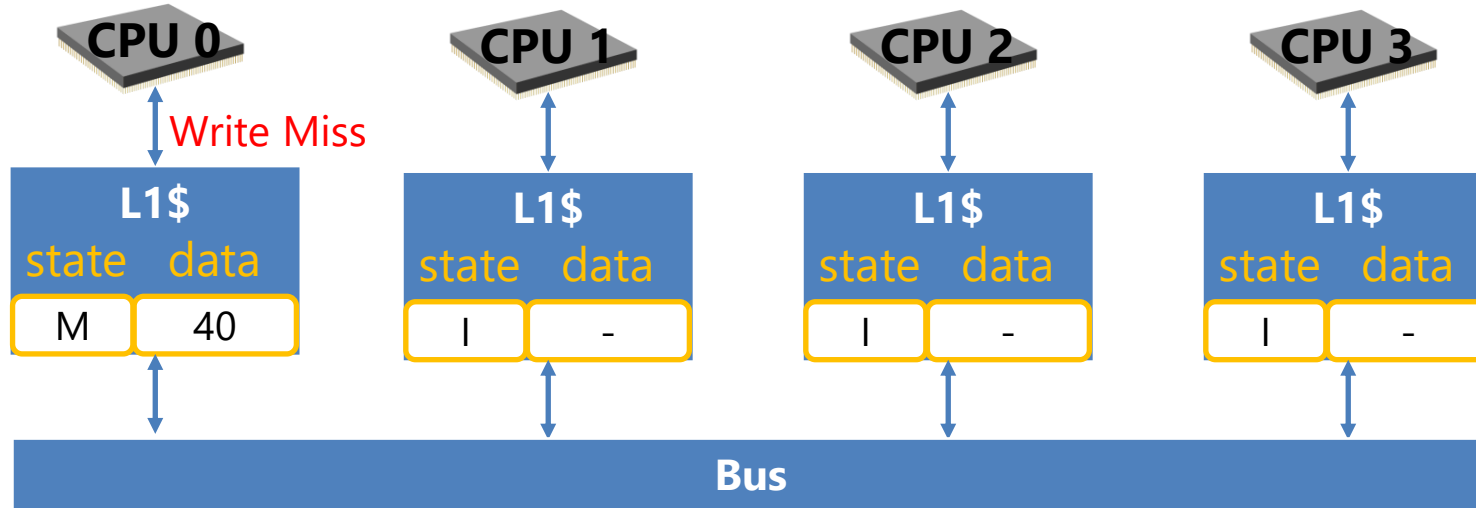 CPU 0 CPU 1 CPU 2 CPU 3
Write Miss
L1$ L1$ L1$ L1$
state data state data state data state data
M 40 I - I - I -
Bus